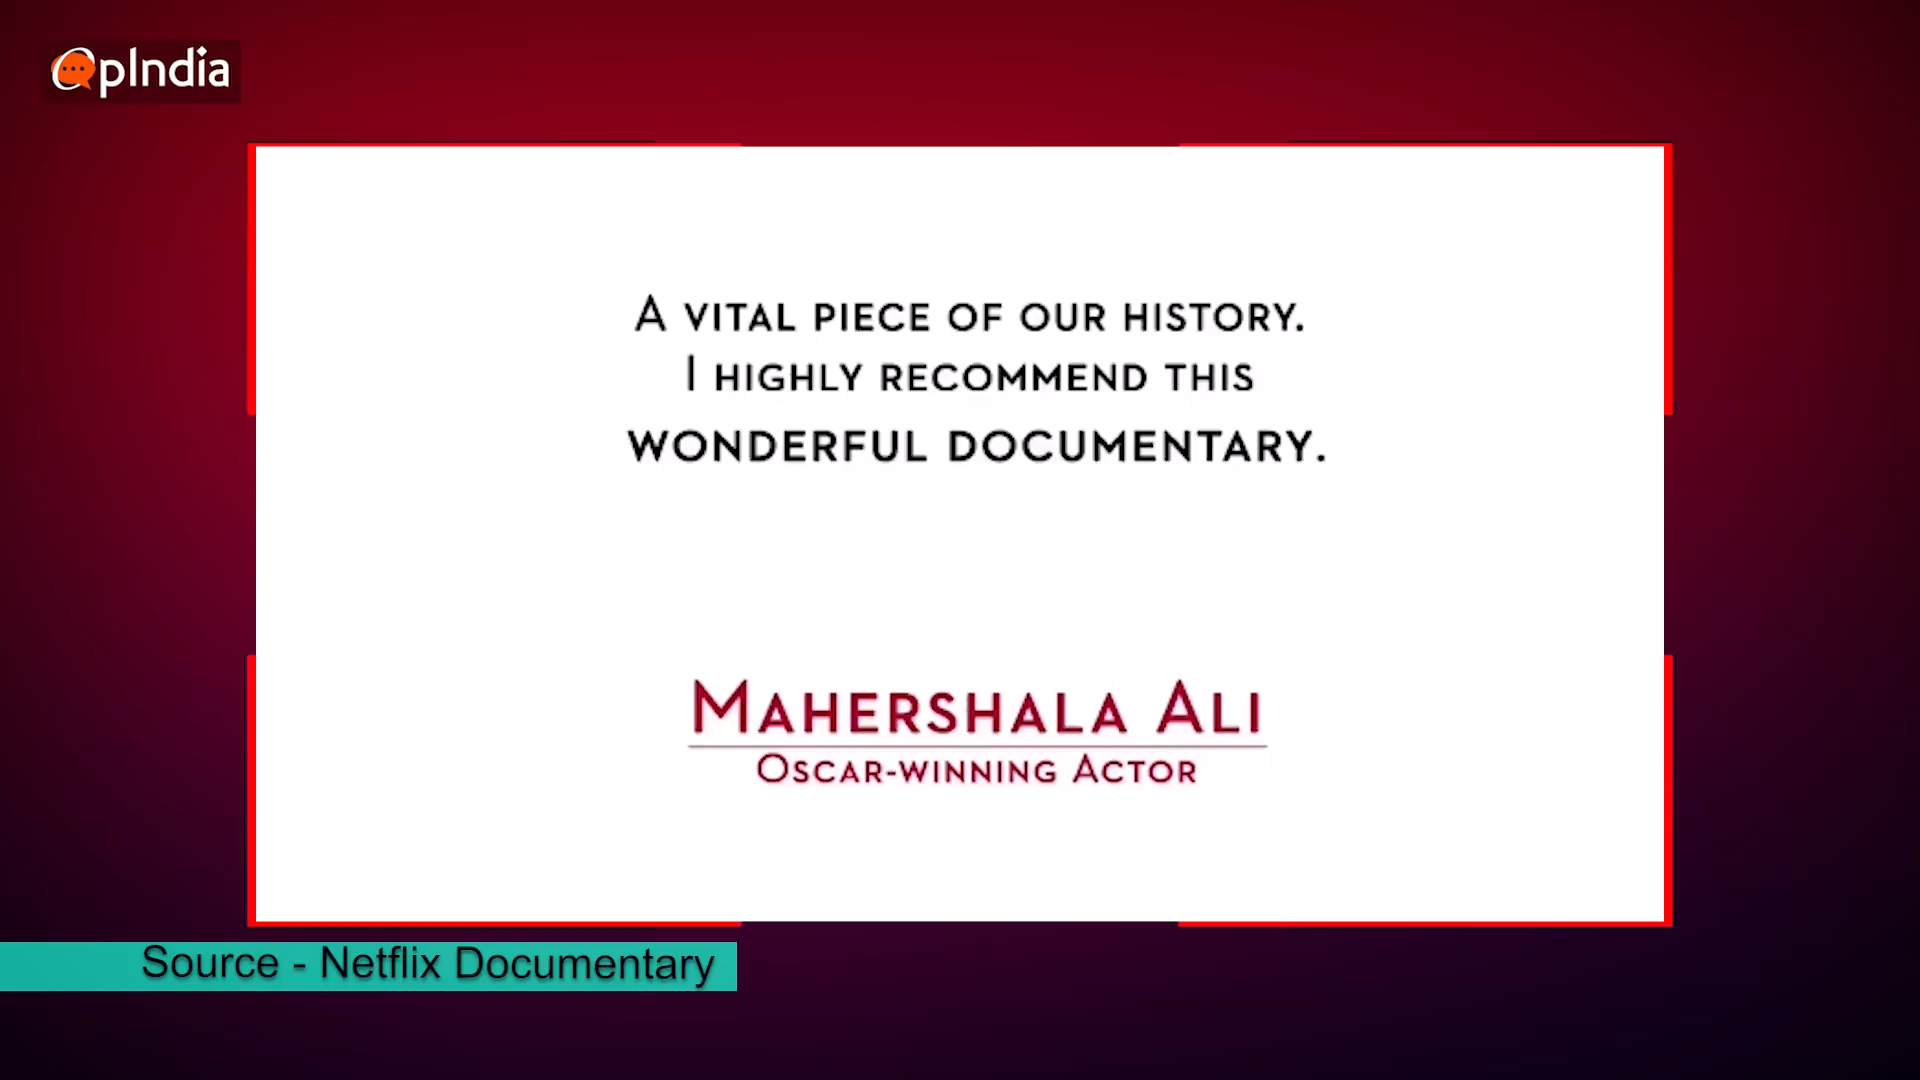 OpIndia
A VITAL PIECE OF OUR HISTORY.
I HIGHLY RECOMMEND THIS
WONDERFUL DOCUMENTARY.
MAHERSHALA ALI
OSCAR-WINNING ACTOR
Source - Netflix Documentary